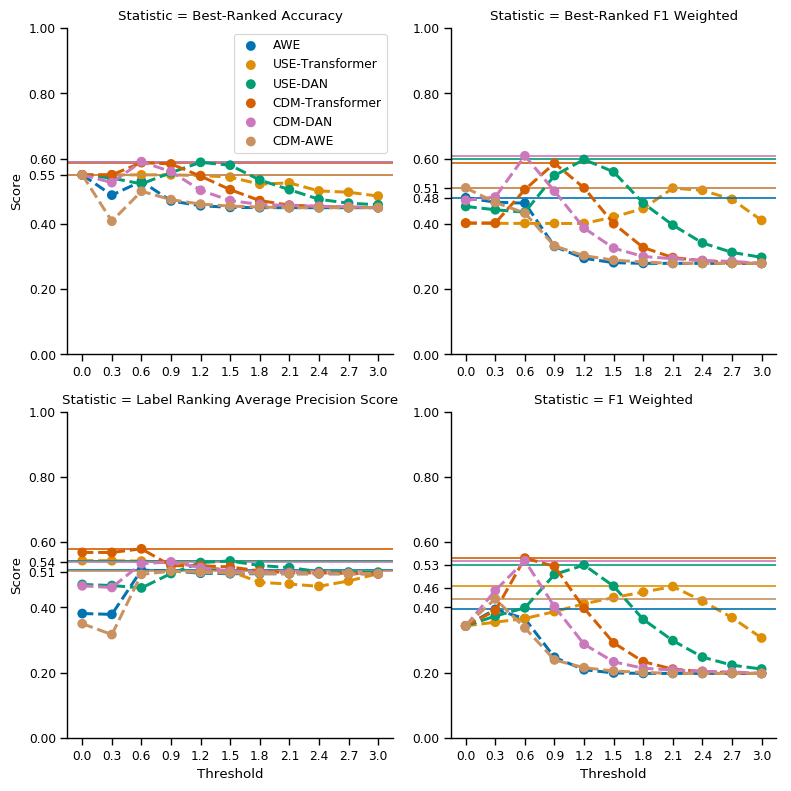 Statistic = Best-Ranked Accuracy
1.00
0.80
0.60
0.55
0.40
0.20
0.00
Score
AWE
USE-Transformer
USE-DAN
CDM-Transformer
CDM-DAN
CDM-AWE
0.0 0.3 0.6 0.9 1.2 1.5 1.8 2.1 2.4 2.7 3.0
Statistic = Best-Ranked F1 Weighted
1.00
0.80
0.60
0.51
0.48
0.40
0.20
0.00
0.0 0.3 0.6 0.9 1.2 1.5 1.8 2.1 2.4 2.7 3.0
Statistic = Label Ranking Average Precision Score
1.00
0.80
0.60
0.54
0.51
0.40
0.20
0.00
Score
0.0 0.3 0.6 0.9 1.2 1.5 1.8 2.1 2.4 2.7 3.0
Threshold
Statistic = F1 Weighted
1.00
0.80
0.60
0.53
0.46
0.40
0.20
0.00
0.0 0.3 0.6 0.9 1.2 1.5 1.8 2.1 2.4 2.7 3.0
Threshold